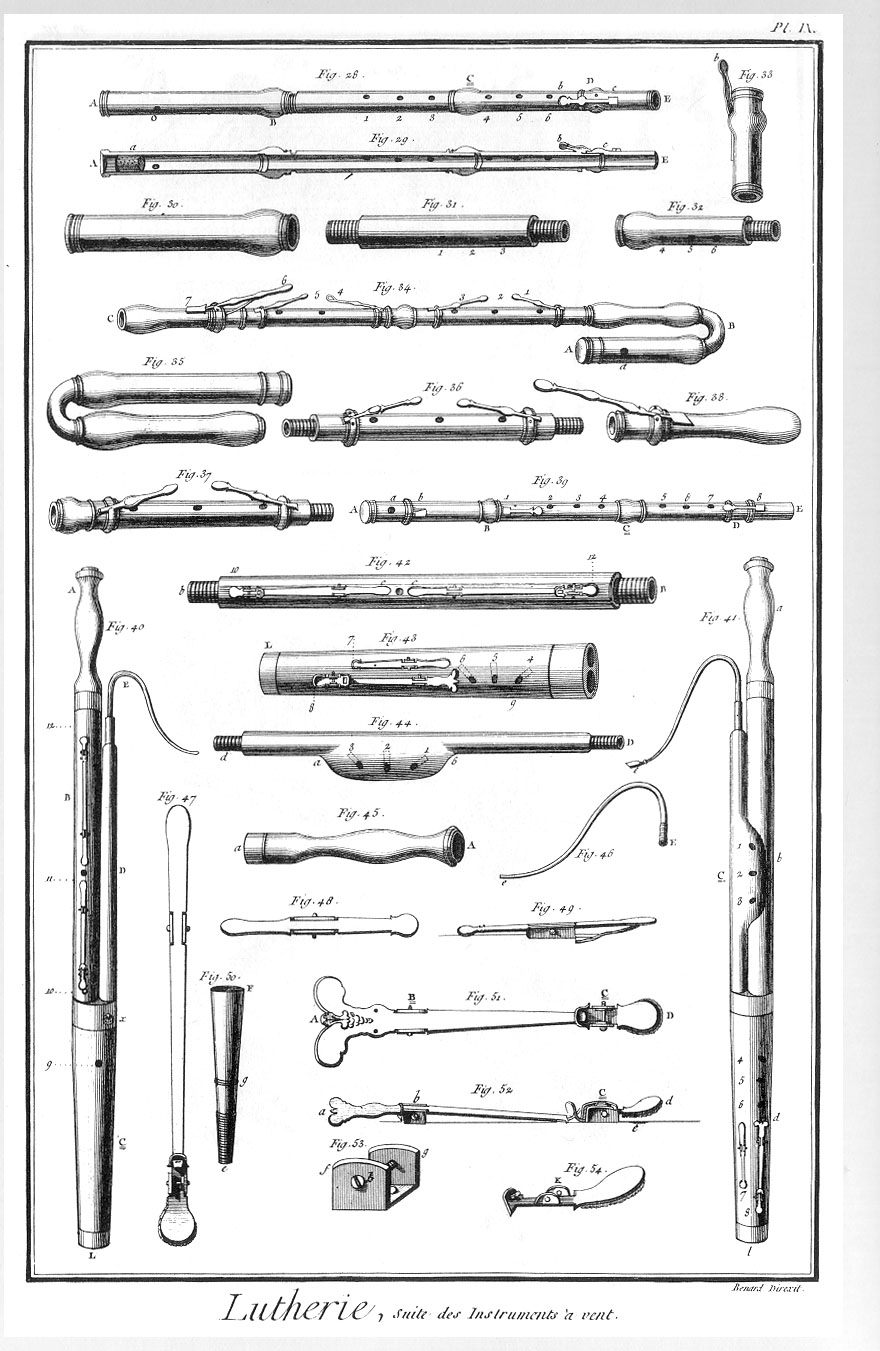 Pl. IX.
Fig. 28.
A o B 1 2 3 C 4 5 6 b D c E
b Fig. 33
Fig. 29.
A a b c E
Fig. 30.
Fig. 31.
1 2 3
Fig. 32
4 5 6
Fig. 34.
C 7 6 5 4 3 2 1 B
A a
Fig. 35
Fig. 36
Fig. 38.
Fig. 37
Fig. 39
A a b B 1 2 3 4 C 5 6 7 D 8 E
Fig. 42
b 10 c c 12 B
Fig. 40
A 12 B 11 D 10 E x 9 C L
Fig. 41
a e b 1 2 3 C 4 5 6 d 7 8 l
Fig. 43
L 7 8 6 5 4 9
Fig. 44
d a 3 2 1 b D
Fig. 47
Fig. 45.
a A
Fig. 46
e E
Fig. 48
Fig. 49
Fig. 50.
F g e
Fig. 51
A B C D
Fig. 52
a b C d e
Fig. 53.
f h g
Fig. 54.
K
Benard Direxit.
Lutherie, suite des Instruments à vent.